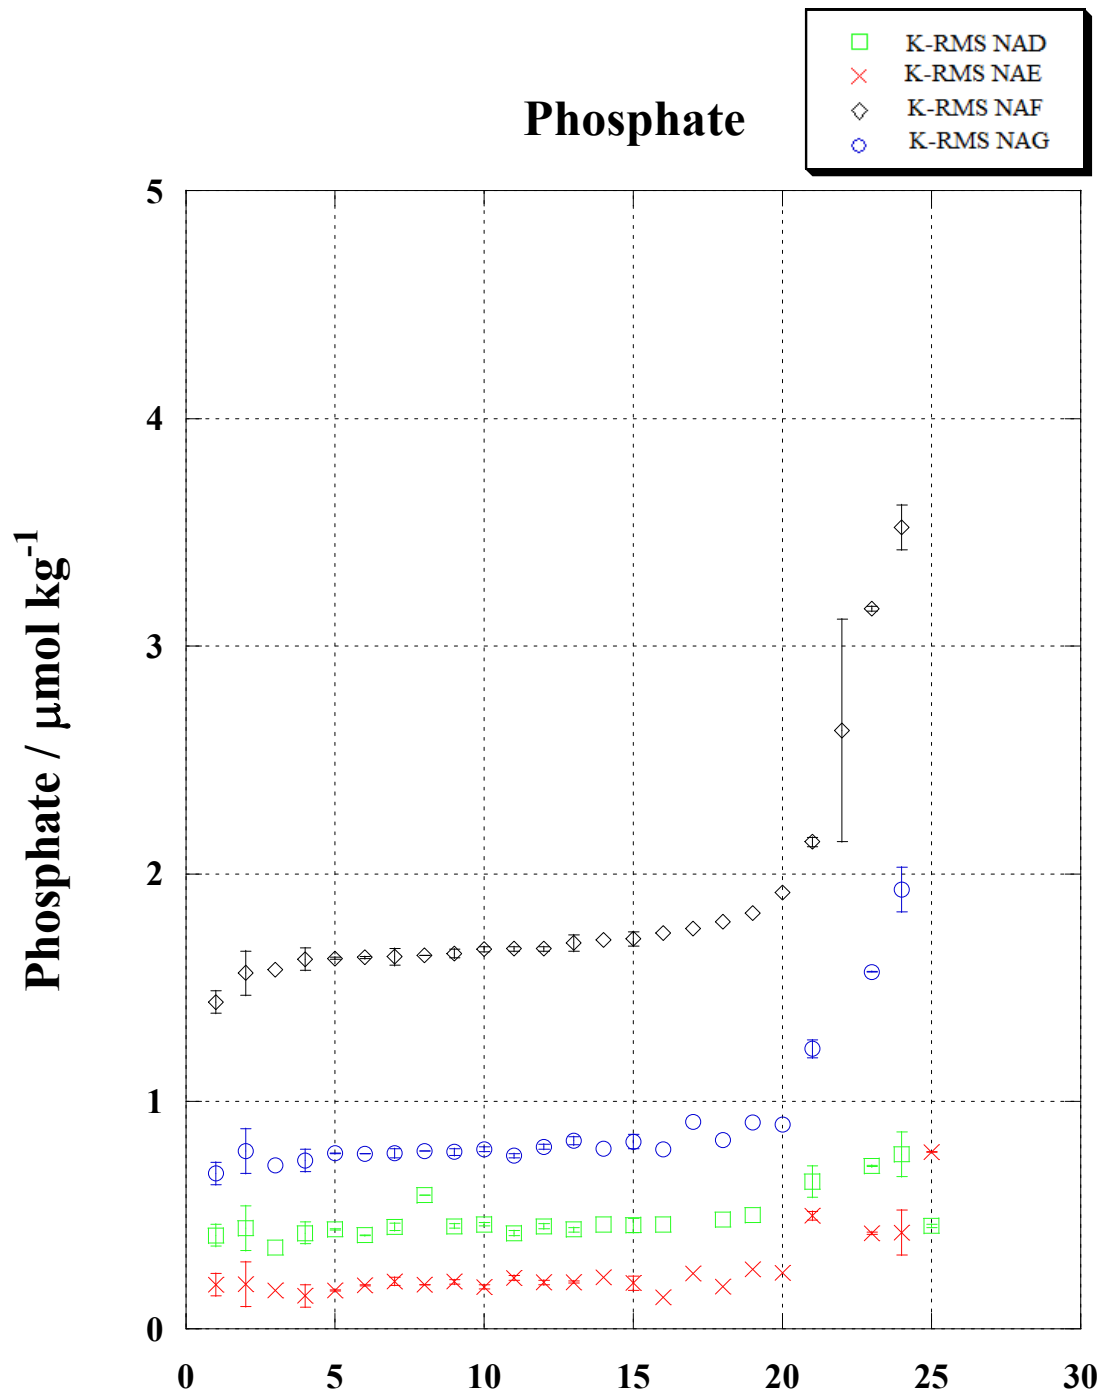 K-RMS NAD
K-RMS NAE
K-RMS NAF
K-RMS NAG
Phosphate
Phosphate / µmol kg⁻¹
5
4
3
2
1
0
0 5 10 15 20 25 30